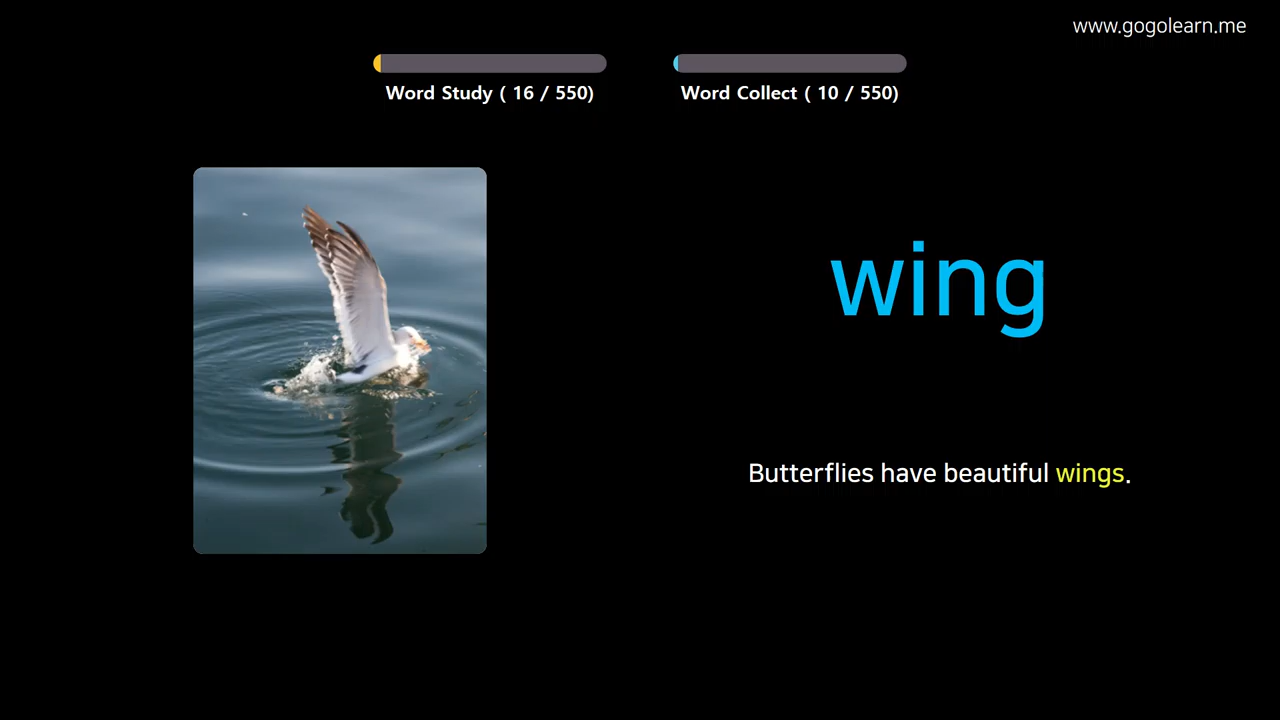 www.gogolearn.me
Word Study ( 16 / 550)
Word Collect ( 10 / 550)
wing
Butterflies have beautiful wings.